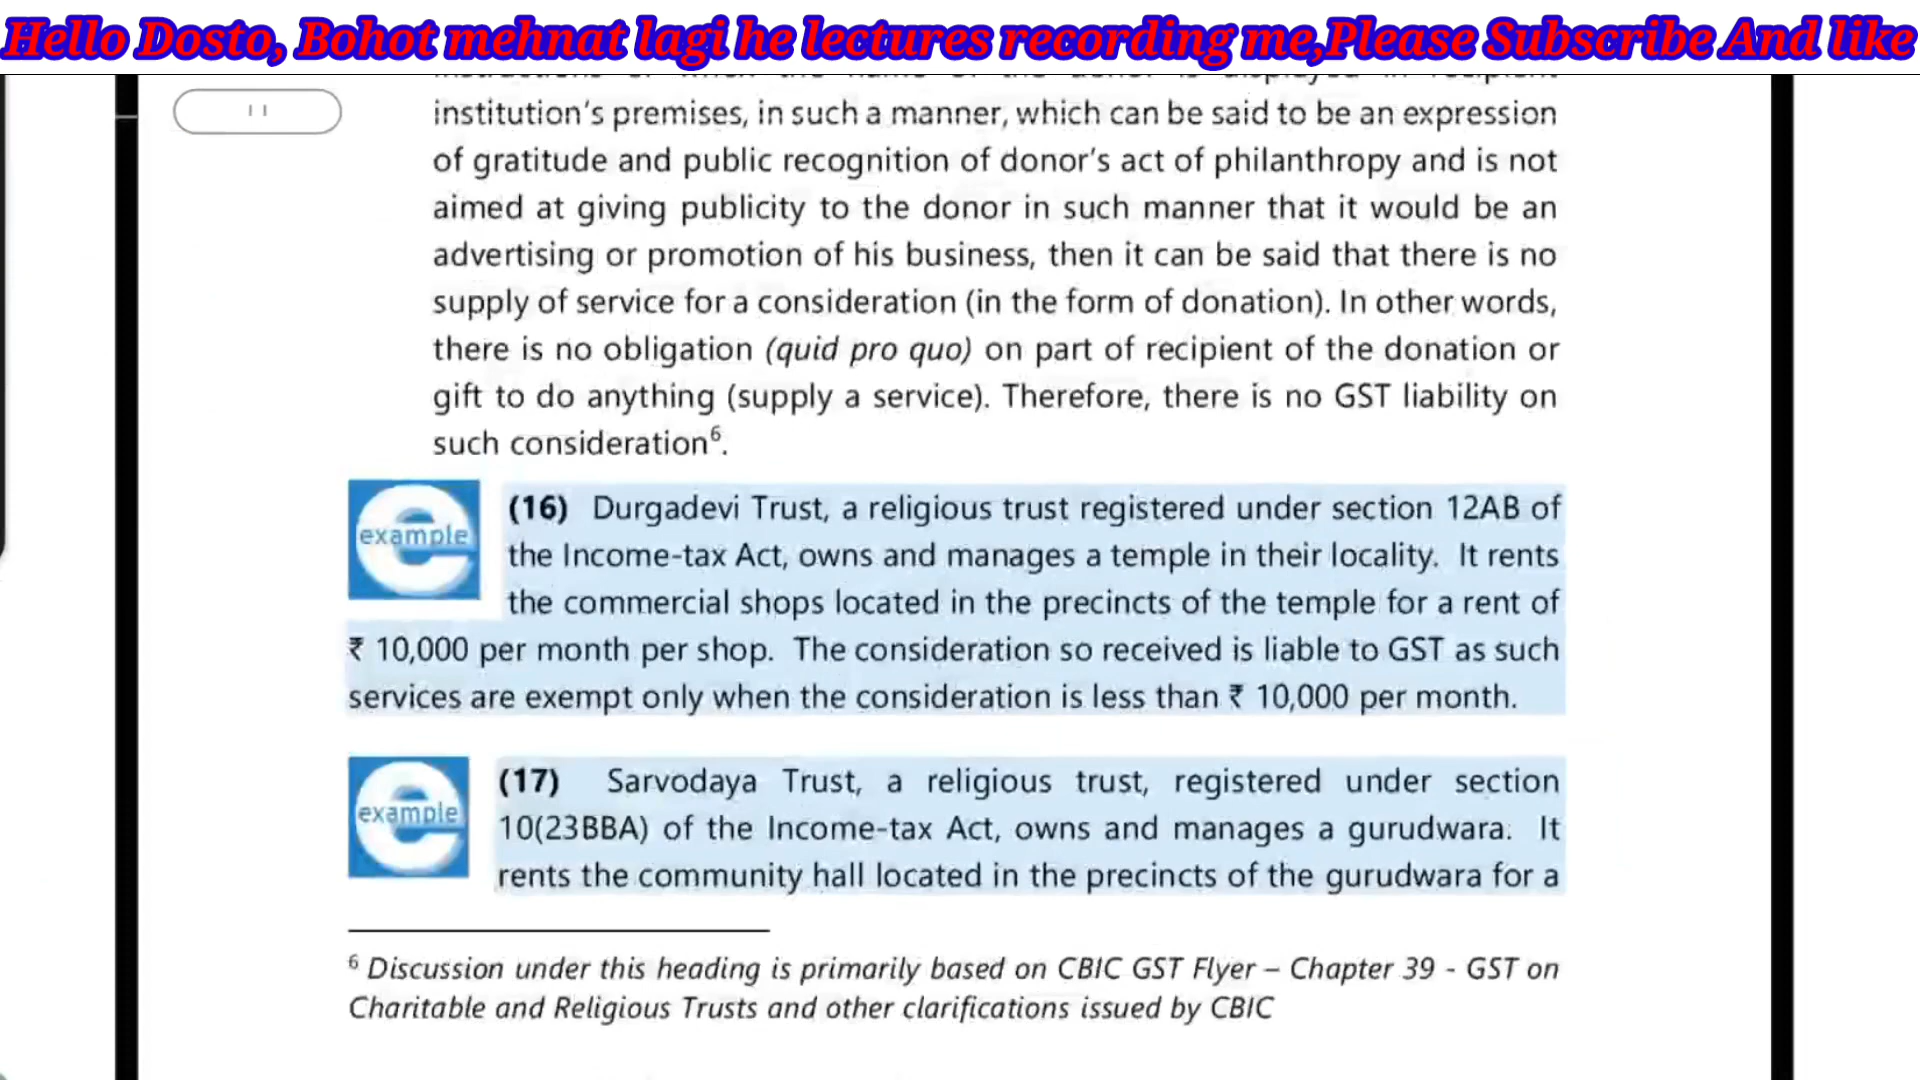 Hello Dosto, Bohot mehnat lagi he lectures recording me,Please Subscribe And like
institution's premises, in such a manner, which can be said to be an expression
of gratitude and public recognition of donor's act of philanthropy and is not
aimed at giving publicity to the donor in such manner that it would be an
advertising or promotion of his business, then it can be said that there is no
supply of service for a consideration (in the form of donation). In other words,
there is no obligation (quid pro quo) on part of recipient of the donation or
gift to do anything (supply a service). Therefore, there is no GST liability on
such consideration⁶.
example
(16) Durgadevi Trust, a religious trust registered under section 12AB of
the Income-tax Act, owns and manages a temple in their locality. It rents
the commercial shops located in the precincts of the temple for a rent of
₹ 10,000 per month per shop. The consideration so received is liable to GST as such
services are exempt only when the consideration is less than ₹ 10,000 per month.
example
(17) Sarvodaya Trust, a religious trust, registered under section
10(23BBA) of the Income-tax Act, owns and manages a gurudwara. It
rents the community hall located in the precincts of the gurudwara for a
⁶ Discussion under this heading is primarily based on CBIC GST Flyer – Chapter 39 - GST on
Charitable and Religious Trusts and other clarifications issued by CBIC